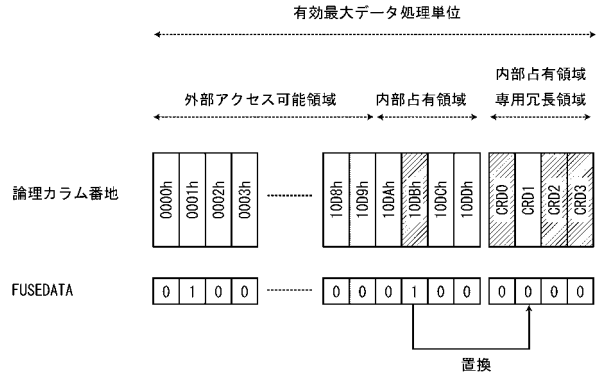 有効最大データ処理単位
外部アクセス可能領域 内部占有領域 内部占有領域
専用冗長領域
論理カラム番地 0000h 0001h 0002h 0003h 10D8h 10D9h 10DAh 10DBh 10DCh 10DDh CRD0 CRD1 CRD2 CRD3
FUSEDATA 0 1 0 0 0 0 0 1 0 0 0 0 0 0
置換